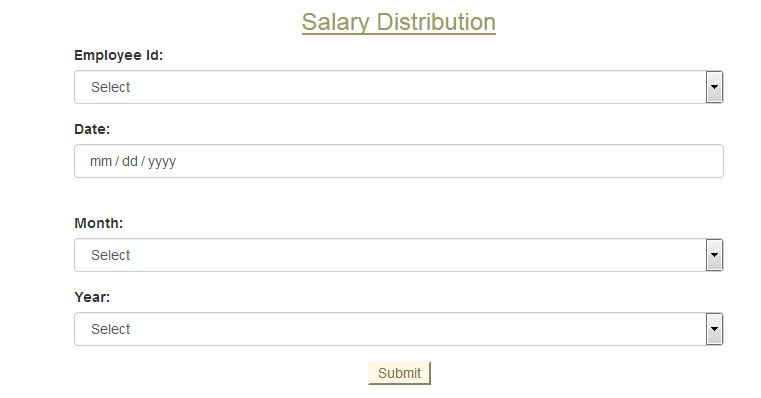 Salary Distribution
Employee Id:
Select
Date:
mm / dd / yyyy
Month:
Select
Year:
Select
Submit